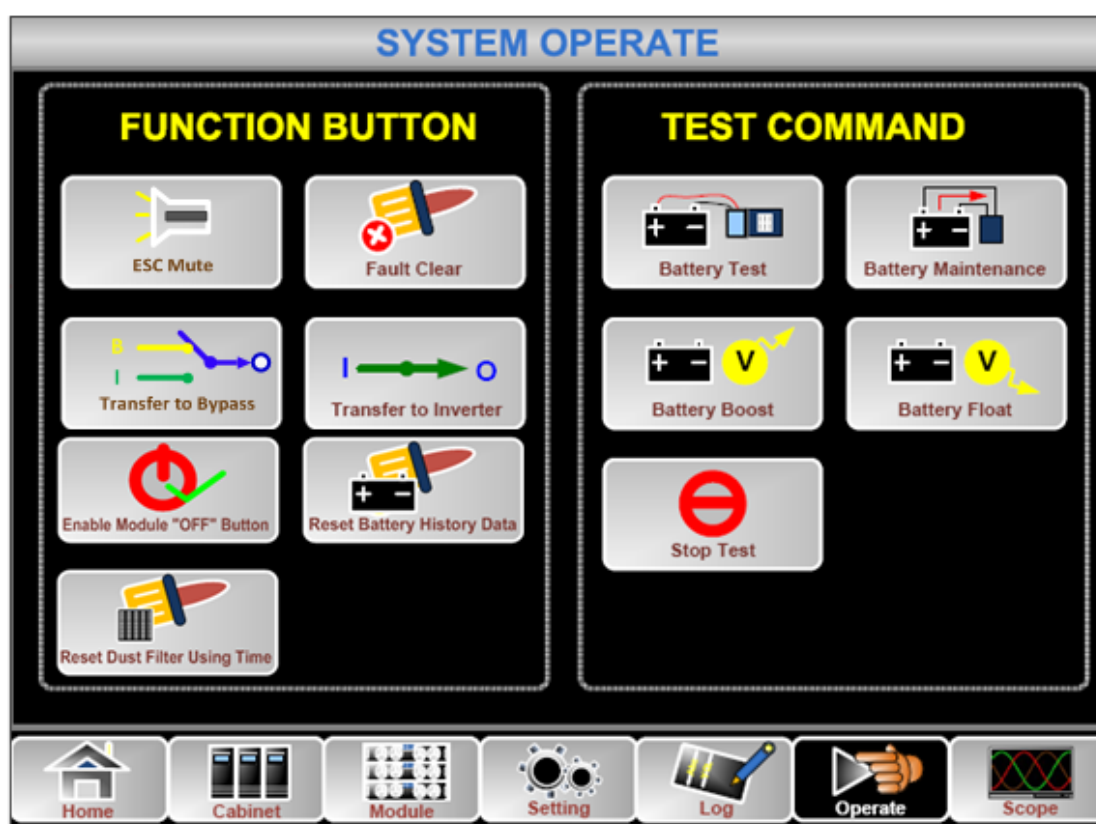 SYSTEM OPERATE
FUNCTION BUTTON
ESC Mute
Fault Clear
B
I
Transfer to Bypass
I O
Transfer to Inverter
Enable Module "OFF" Button
Reset Battery History Data
Reset Dust Filter Using Time
TEST COMMAND
+ -
Battery Test
+ -
Battery Maintenance
+ - V
Battery Boost
+ - V
Battery Float
Stop Test
Home
Cabinet
Module
Setting
Log
Operate
Scope